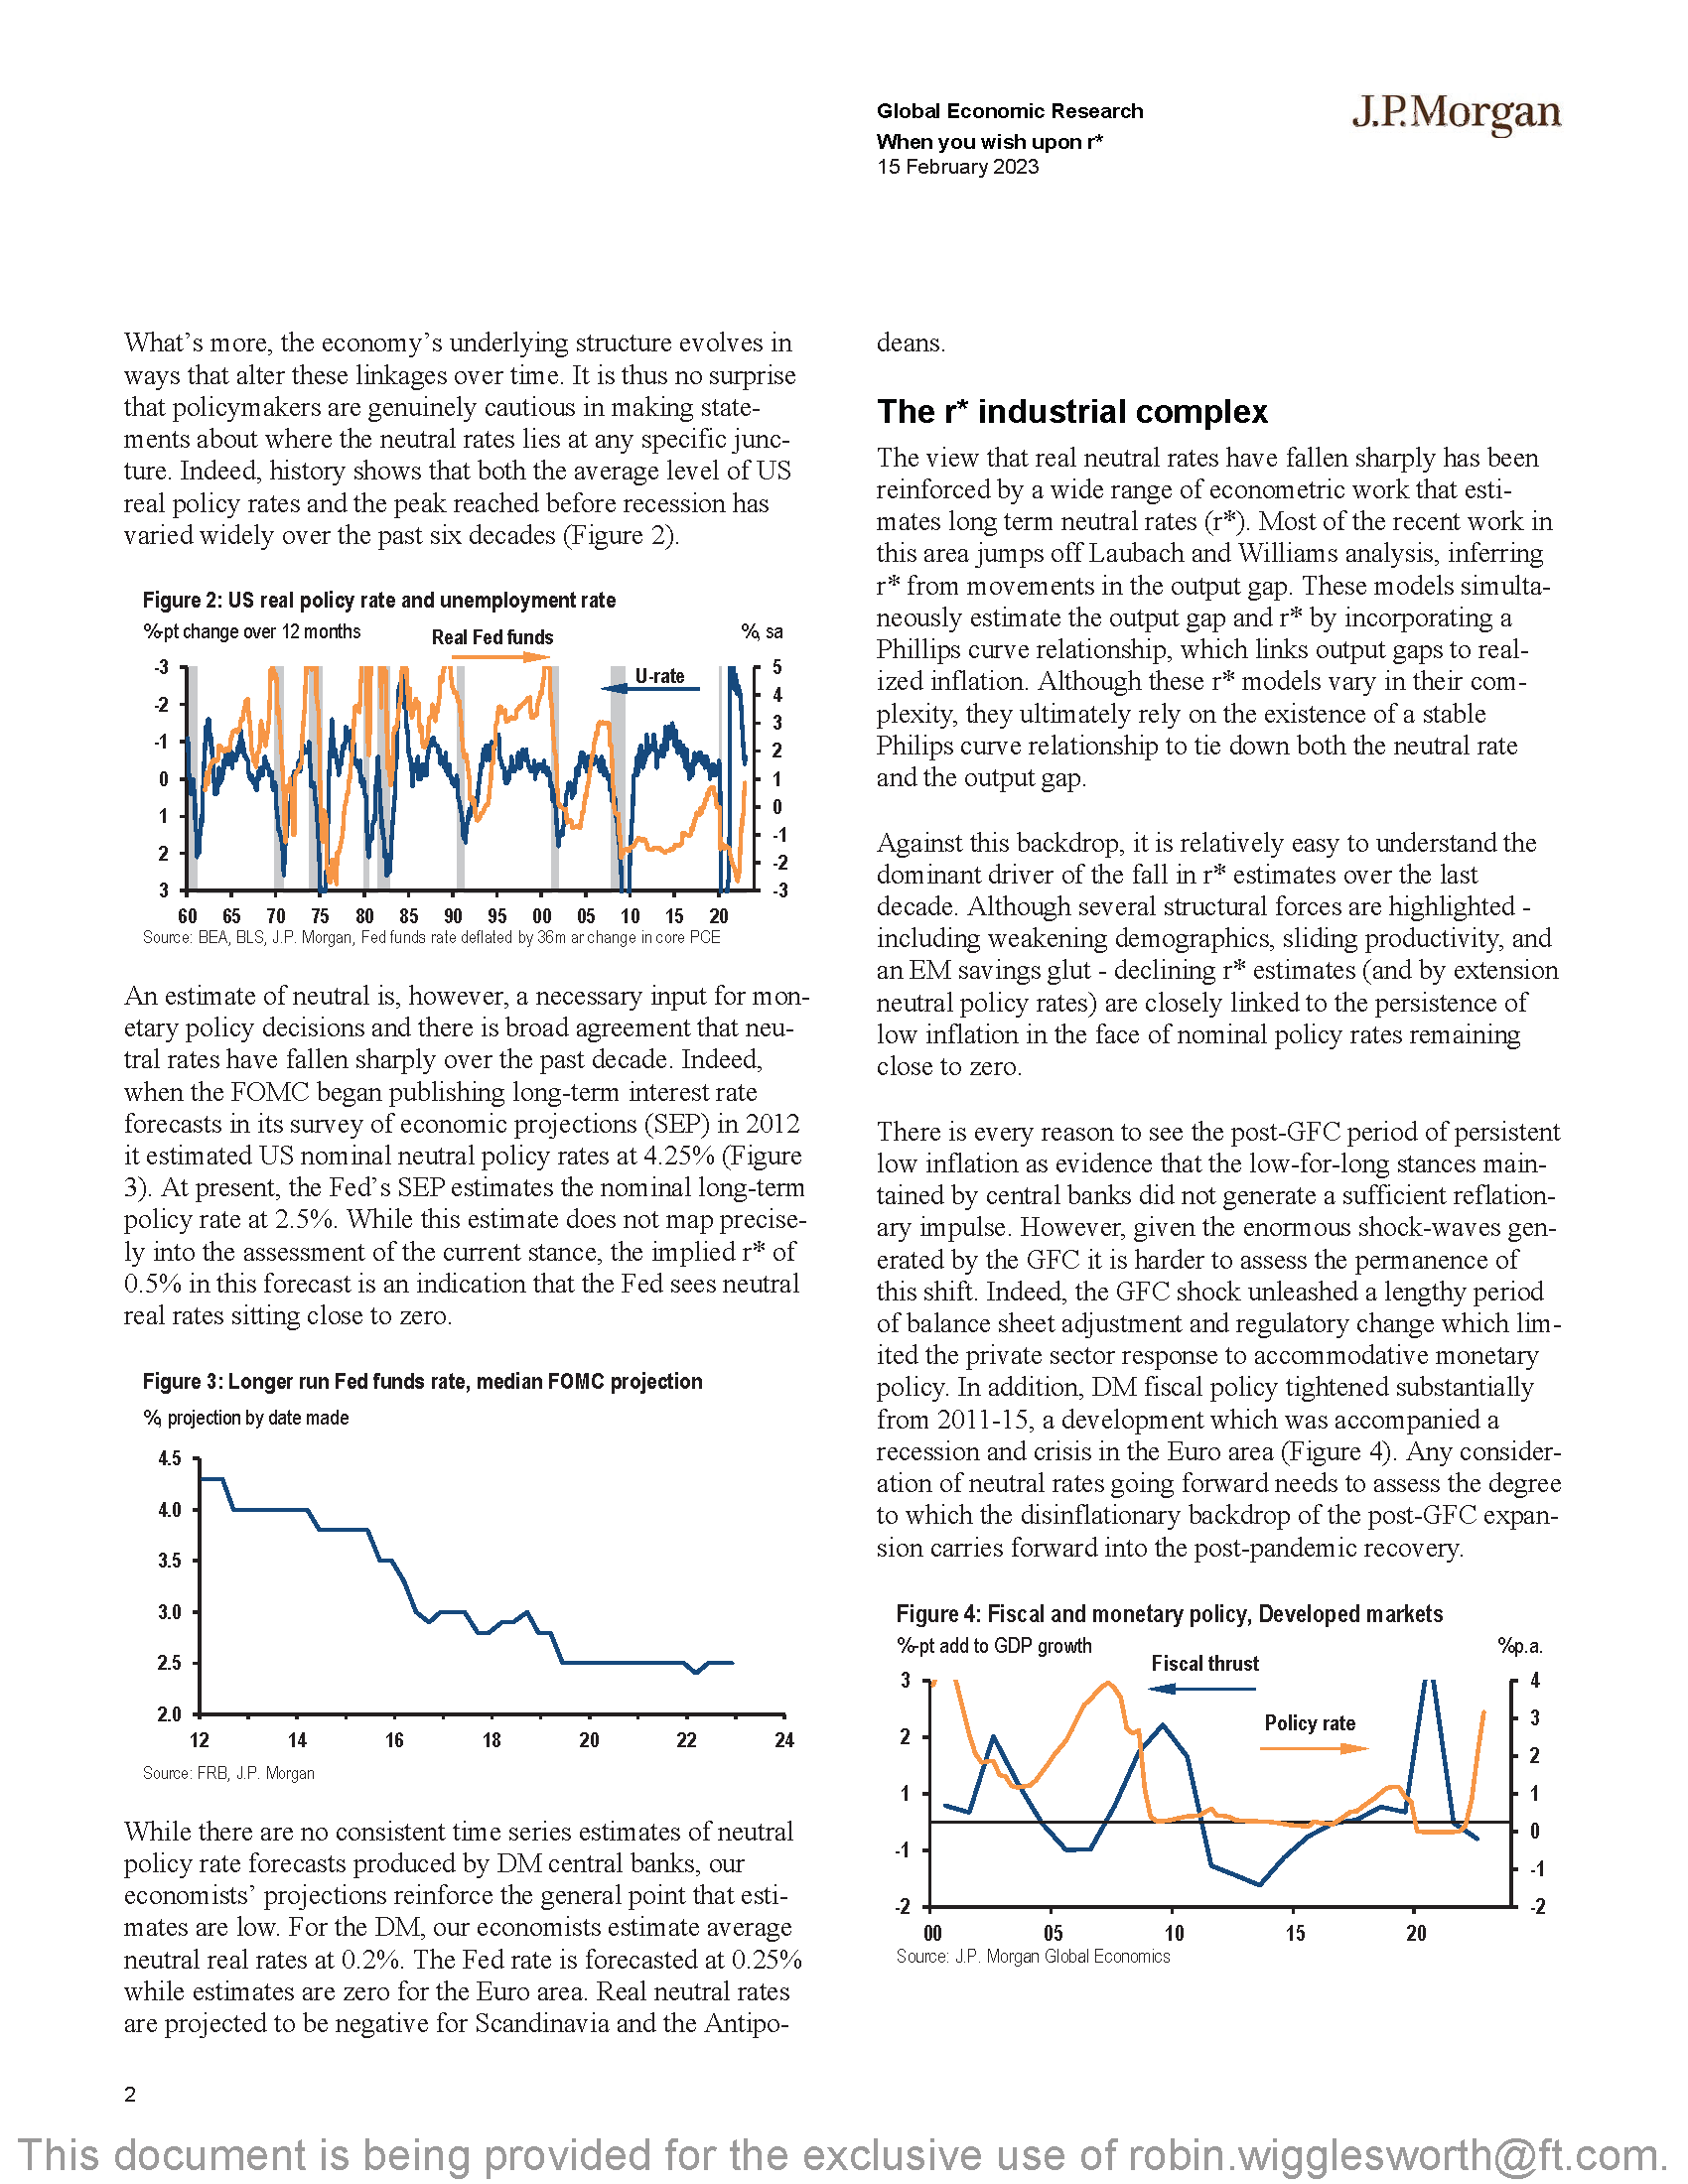 Global Economic Research
When you wish upon r*
15 February 2023
J.P.Morgan
What's more, the economy's underlying structure evolves in
ways that alter these linkages over time. It is thus no surprise
that policymakers are genuinely cautious in making state-
ments about where the neutral rates lies at any specific junc-
ture. Indeed, history shows that both the average level of US
real policy rates and the peak reached before recession has
varied widely over the past six decades (Figure 2).
Figure 2: US real policy rate and unemployment rate
%-pt change over 12 months
Real Fed funds
%, sa
U-rate
-3
-2
-1
0
1
2
3
5
4
3
2
1
0
-1
-2
-3
60 65 70 75 80 85 90 95 00 05 10 15 20
Source: BEA, BLS, J.P. Morgan, Fed funds rate deflated by 36m ar change in core PCE
An estimate of neutral is, however, a necessary input for mon-
etary policy decisions and there is broad agreement that neu-
tral rates have fallen sharply over the past decade. Indeed,
when the FOMC began publishing long-term interest rate
forecasts in its survey of economic projections (SEP) in 2012
it estimated US nominal neutral policy rates at 4.25% (Figure
3). At present, the Fed's SEP estimates the nominal long-term
policy rate at 2.5%. While this estimate does not map precise-
ly into the assessment of the current stance, the implied r* of
0.5% in this forecast is an indication that the Fed sees neutral
real rates sitting close to zero.
Figure 3: Longer run Fed funds rate, median FOMC projection
%, projection by date made
4.5
4.0
3.5
3.0
2.5
2.0
12 14 16 18 20 22 24
Source: FRB, J.P. Morgan
While there are no consistent time series estimates of neutral
policy rate forecasts produced by DM central banks, our
economists' projections reinforce the general point that esti-
mates are low. For the DM, our economists estimate average
neutral real rates at 0.2%. The Fed rate is forecasted at 0.25%
while estimates are zero for the Euro area. Real neutral rates
are projected to be negative for Scandinavia and the Antipo-
deans.
The r* industrial complex
The view that real neutral rates have fallen sharply has been
reinforced by a wide range of econometric work that esti-
mates long term neutral rates (r*). Most of the recent work in
this area jumps off Laubach and Williams analysis, inferring
r* from movements in the output gap. These models simulta-
neously estimate the output gap and r* by incorporating a
Phillips curve relationship, which links output gaps to real-
ized inflation. Although these r* models vary in their com-
plexity, they ultimately rely on the existence of a stable
Philips curve relationship to tie down both the neutral rate
and the output gap.
Against this backdrop, it is relatively easy to understand the
dominant driver of the fall in r* estimates over the last
decade. Although several structural forces are highlighted -
including weakening demographics, sliding productivity, and
an EM savings glut - declining r* estimates (and by extension
neutral policy rates) are closely linked to the persistence of
low inflation in the face of nominal policy rates remaining
close to zero.
There is every reason to see the post-GFC period of persistent
low inflation as evidence that the low-for-long stances main-
tained by central banks did not generate a sufficient reflation-
ary impulse. However, given the enormous shock-waves gen-
erated by the GFC it is harder to assess the permanence of
this shift. Indeed, the GFC shock unleashed a lengthy period
of balance sheet adjustment and regulatory change which lim-
ited the private sector response to accommodative monetary
policy. In addition, DM fiscal policy tightened substantially
from 2011-15, a development which was accompanied a
recession and crisis in the Euro area (Figure 4). Any consider-
ation of neutral rates going forward needs to assess the degree
to which the disinflationary backdrop of the post-GFC expan-
sion carries forward into the post-pandemic recovery.
Figure 4: Fiscal and monetary policy, Developed markets
%-pt add to GDP growth
%p.a.
Fiscal thrust
Policy rate
3
2
1
-1
-2
4
3
2
1
0
-1
-2
00 05 10 15 20
Source: J.P. Morgan Global Economics
2
This document is being provided for the exclusive use of robin.wigglesworth@ft.com.